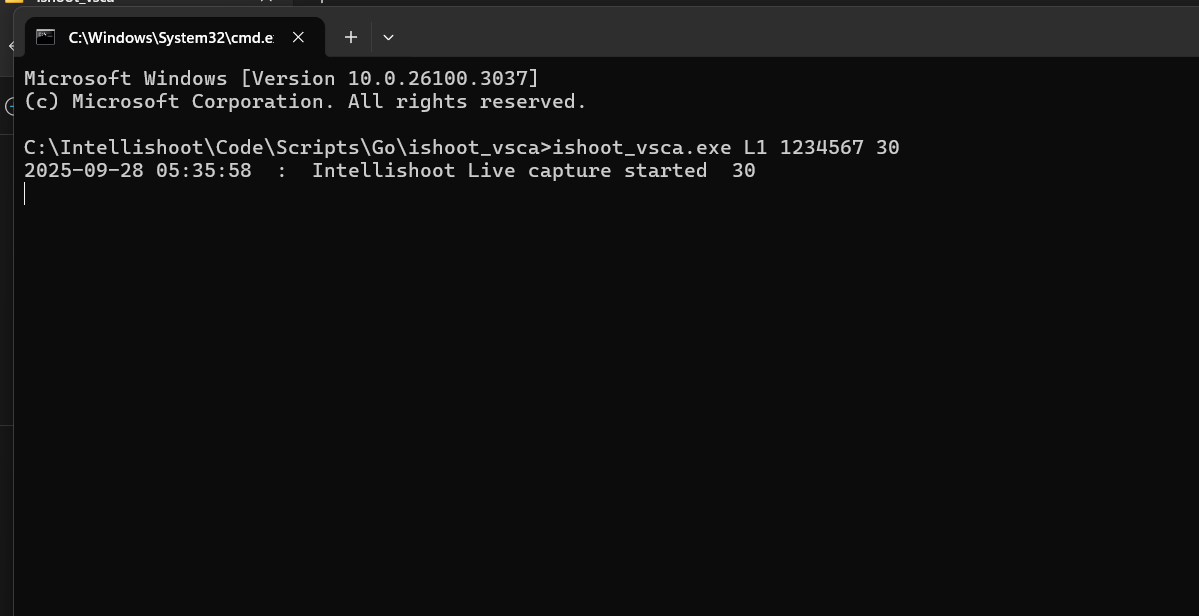 C:\Windows\System32\cmd.e
Microsoft Windows [Version 10.0.26100.3037]
(c) Microsoft Corporation. All rights reserved.
C:\Intellishoot\Code\Scripts\Go\ishoot_vsca>ishoot_vsca.exe L1 1234567 30
2025-09-28 05:35:58  :  Intellishoot Live capture started  30